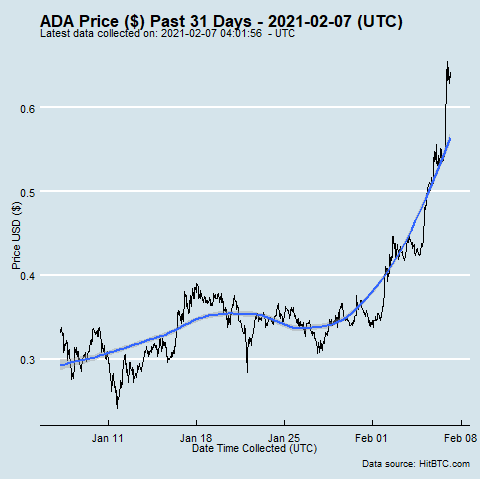 ADA Price ($) Past 31 Days - 2021-02-07 (UTC)
Latest data collected on: 2021-02-07 04:01:56  - UTC
Price USD ($)
0.6
0.5
0.4
0.3
Jan 11 Jan 18 Jan 25 Feb 01 Feb 08
Date Time Collected (UTC)
Data source: HitBTC.com